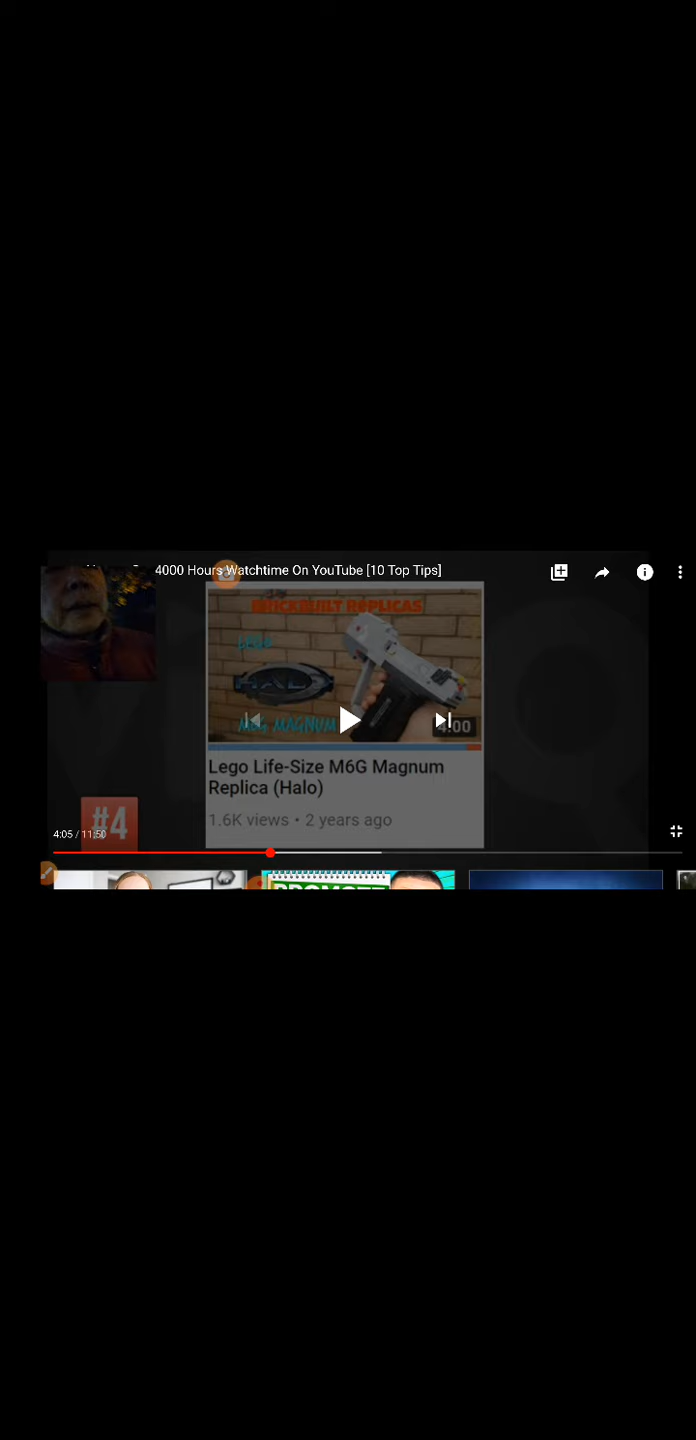 4000 Hours Watchtime On YouTube [10 Top Tips]
BRICKBUILT REPLICAS
LEGO
HALO
M6G MAGNUM
4:00
Lego Life-Size M6G Magnum
Replica (Halo)
1.6K views • 2 years ago
#4
4:05 / 11:50
PROMOTE